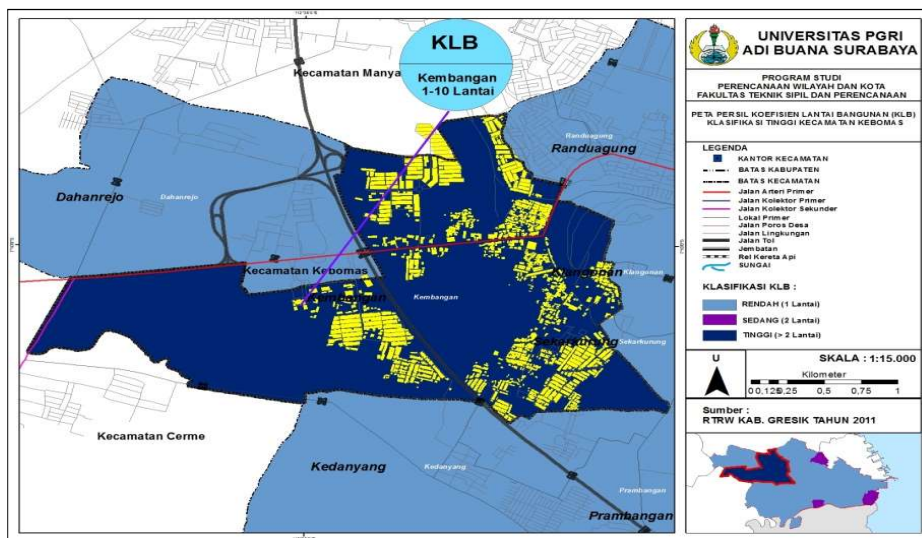 KLB
Kembangan
1-10 Lantai
Kecamatan Manya
Randuagung
Randuagung
Dahanrejo
Dahanrejo
Kecamatan Kebomas
Kembangan
Kembangan
Klangonan
Klangonan
Sekarkurung
Sekarkurung
Kecamatan Cerme
Kedanyang
Kedanyang
Prambangan
Prambangan
UNIVERSITAS PGRI
ADI BUANA SURABAYA
PROGRAM STUDI
PERENCANAAN WILAYAH DAN KOTA
FAKULTAS TEKNIK SIPIL DAN PERENCANAAN
PETA PERSIL KOEFISIEN LANTAI BANGUNAN (KLB)
KLASIFIKASI TINGGI KECAMATAN KEBOMAS
LEGENDA
KANTOR KECAMATAN
BATAS KABUPATEN
BATAS KECAMATAN
Jalan Arteri Primer
Jalan Kolektor Primer
Jalan Kolektor Sekunder
Lokal Primer
Jalan Poros Desa
Jalan Lingkungan
Jalan Tol
Jembatan
Rel Kereta Api
SUNGAI
KLASIFIKASI KLB :
RENDAH (1 Lantai)
SEDANG (2 Lantai)
TINGGI (> 2 Lantai)
U
SKALA : 1:15.000
Kilometer
0 0,125 0,25 0,5 1
Sumber :
RTRW KAB. GRESIK TAHUN 2011